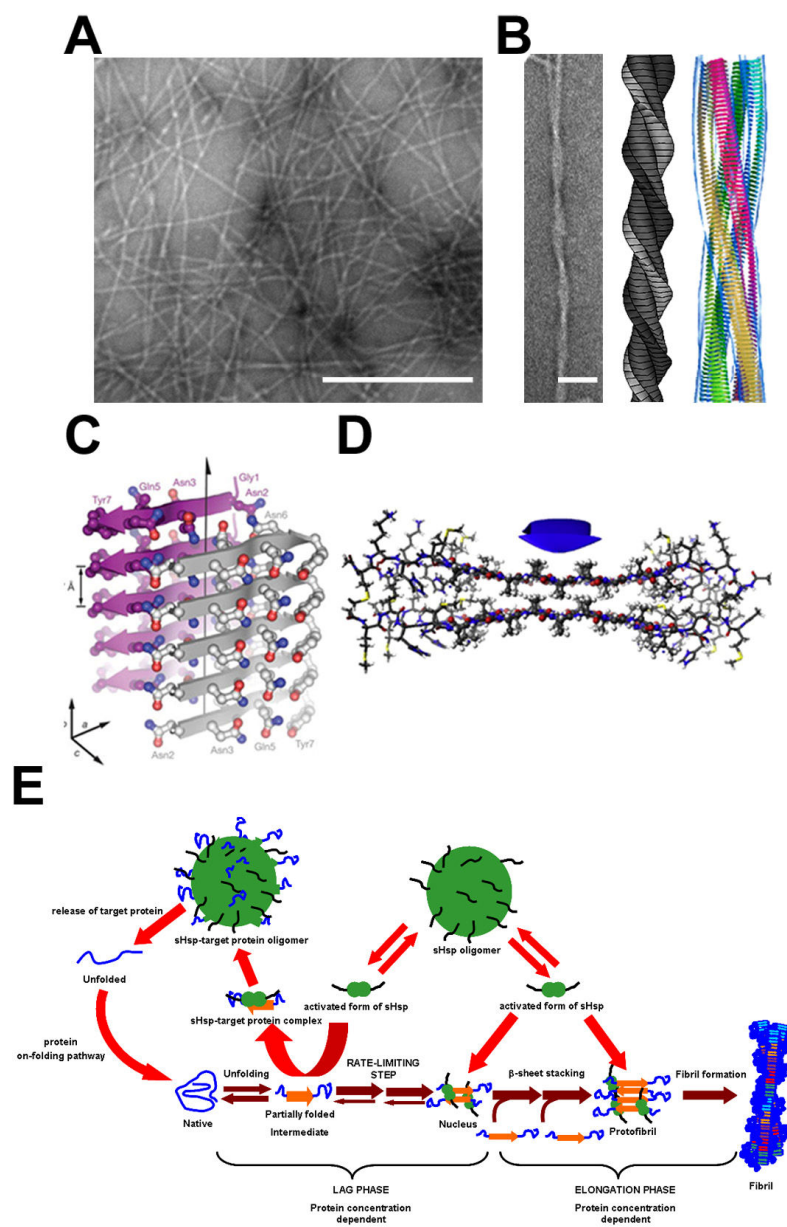 A
B
C
Gln5
Asn3
Gly1
Tyr7
Asn2
Asn6
Å
a
c
Asn2
Asn3
Gln5
Tyr7
D
E
release of target protein
sHsp-target protein oligomer
sHsp oligomer
Unfolded
activated form of sHsp
activated form of sHsp
sHsp-target protein complex
protein
on-folding pathway
Unfolding
RATE-LIMITING
STEP
β-sheet stacking
Fibril formation
Native
Partially folded
Intermediate
Nucleus
Protofibril
Fibril
LAG PHASE
Protein concentration
dependent
ELONGATION PHASE
Protein concentration
dependent